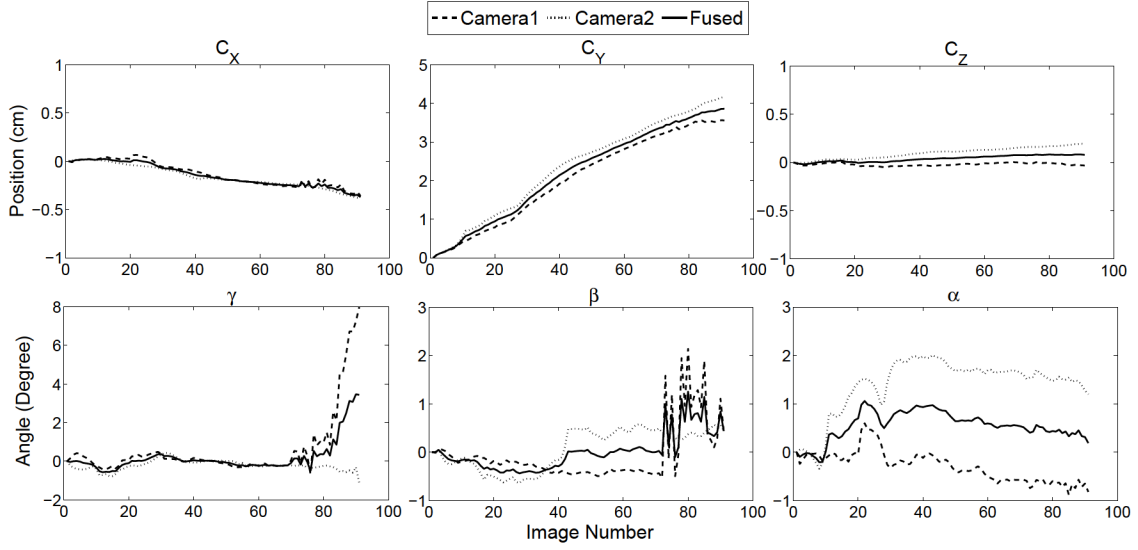 Camera1 Camera2 Fused
C_X C_Y C_Z
Position (cm)
1 0.5 0 −0.5 −1
0 20 40 60 80 100
5 4 3 2 1 0
0 20 40 60 80 100
1 0.5 0 −0.5 −1
0 20 40 60 80 100
γ β α
Angle (Degree)
8 6 4 2 0 −2
0 20 40 60 80 100
3 2 1 0 −1
0 20 40 60 80 100
3 2 1 0 −1
0 20 40 60 80 100
Image Number